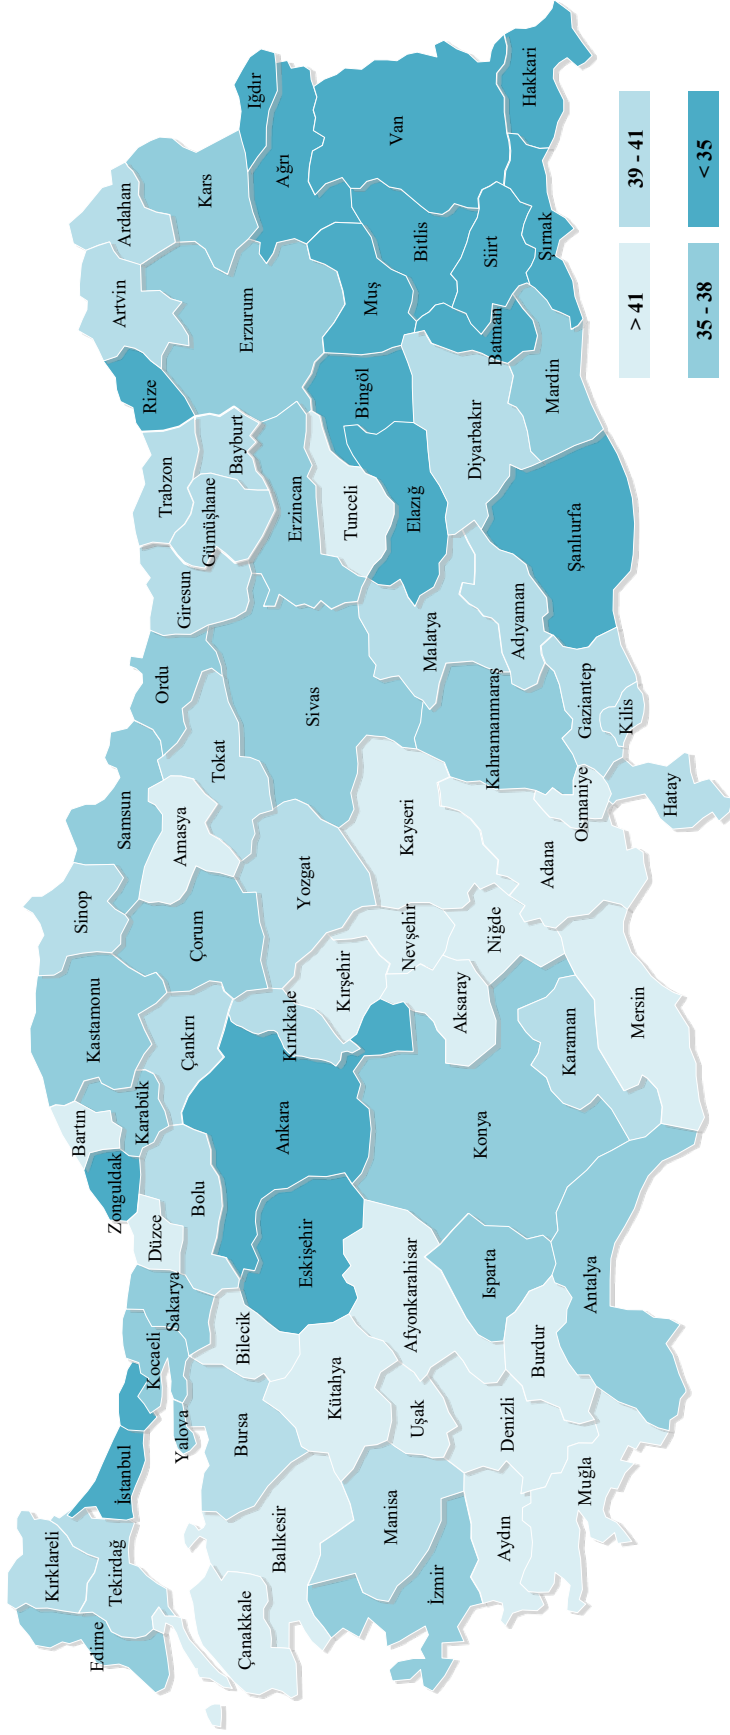 Kırklareli
Edirne
Tekirdağ
İstanbul
Kocaeli
Yalova
Sakarya
Düzce
Zonguldak
Bartın
Karabük
Kastamonu
Sinop
Samsun
Ordu
Giresun
Trabzon
Rize
Artvin
Ardahan
Kars
Iğdır
Ağrı
Çanakkale
Balıkesir
Bursa
Bilecik
Bolu
Çankırı
Çorum
Amasya
Tokat
Gümüşhane
Bayburt
Erzurum
Kütahya
Eskişehir
Ankara
Kırıkkale
Yozgat
Sivas
Erzincan
Tunceli
Bingöl
Muş
Bitlis
Van
Hakkari
Manisa
Uşak
Afyonkarahisar
Kırşehir
Nevşehir
Kayseri
Malatya
Elazığ
Diyarbakır
Batman
Siirt
Şırnak
İzmir
Aydın
Denizli
Isparta
Burdur
Konya
Aksaray
Niğde
Adana
Kahramanmaraş
Adıyaman
Şanlıurfa
Mardin
Muğla
Antalya
Karaman
Mersin
Osmaniye
Gaziantep
Kilis
Hatay
> 41
39 - 41
35 - 38
< 35